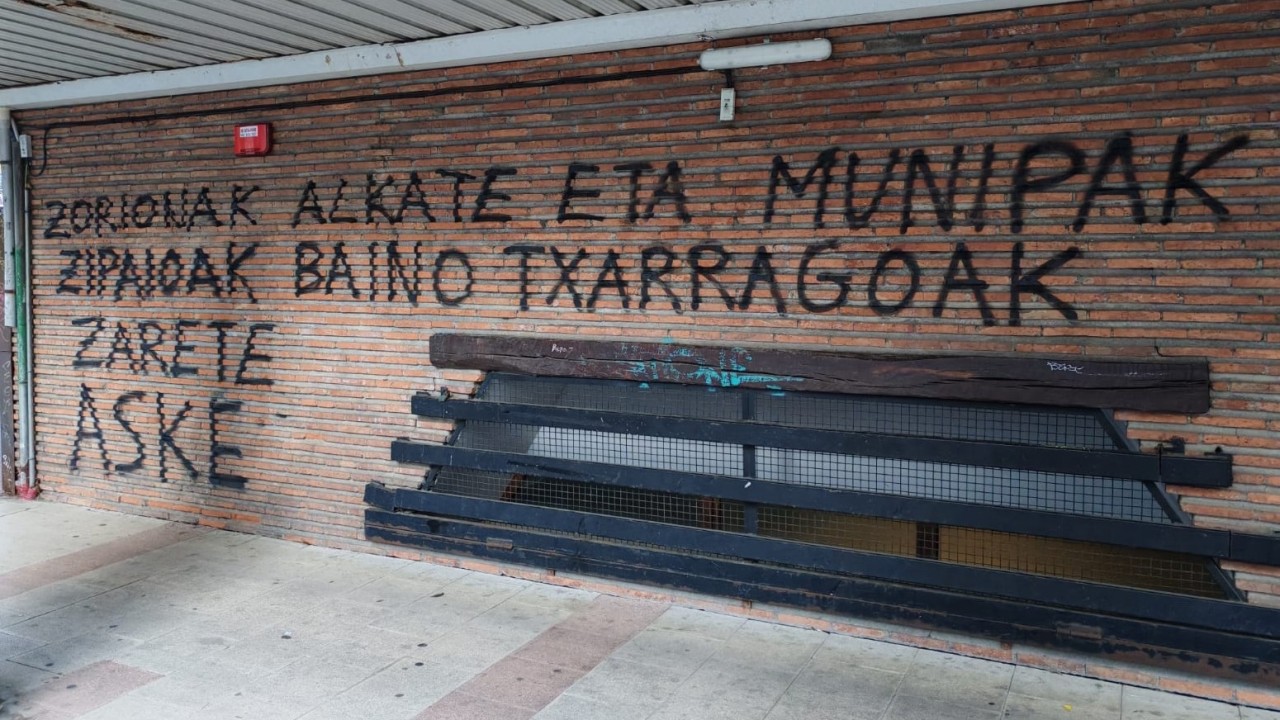 ZORIONAK ALKATE ETA MUNIPAK
ZIPAIOAK BAINO TXARRAGOAK
ZARETE
ASKE